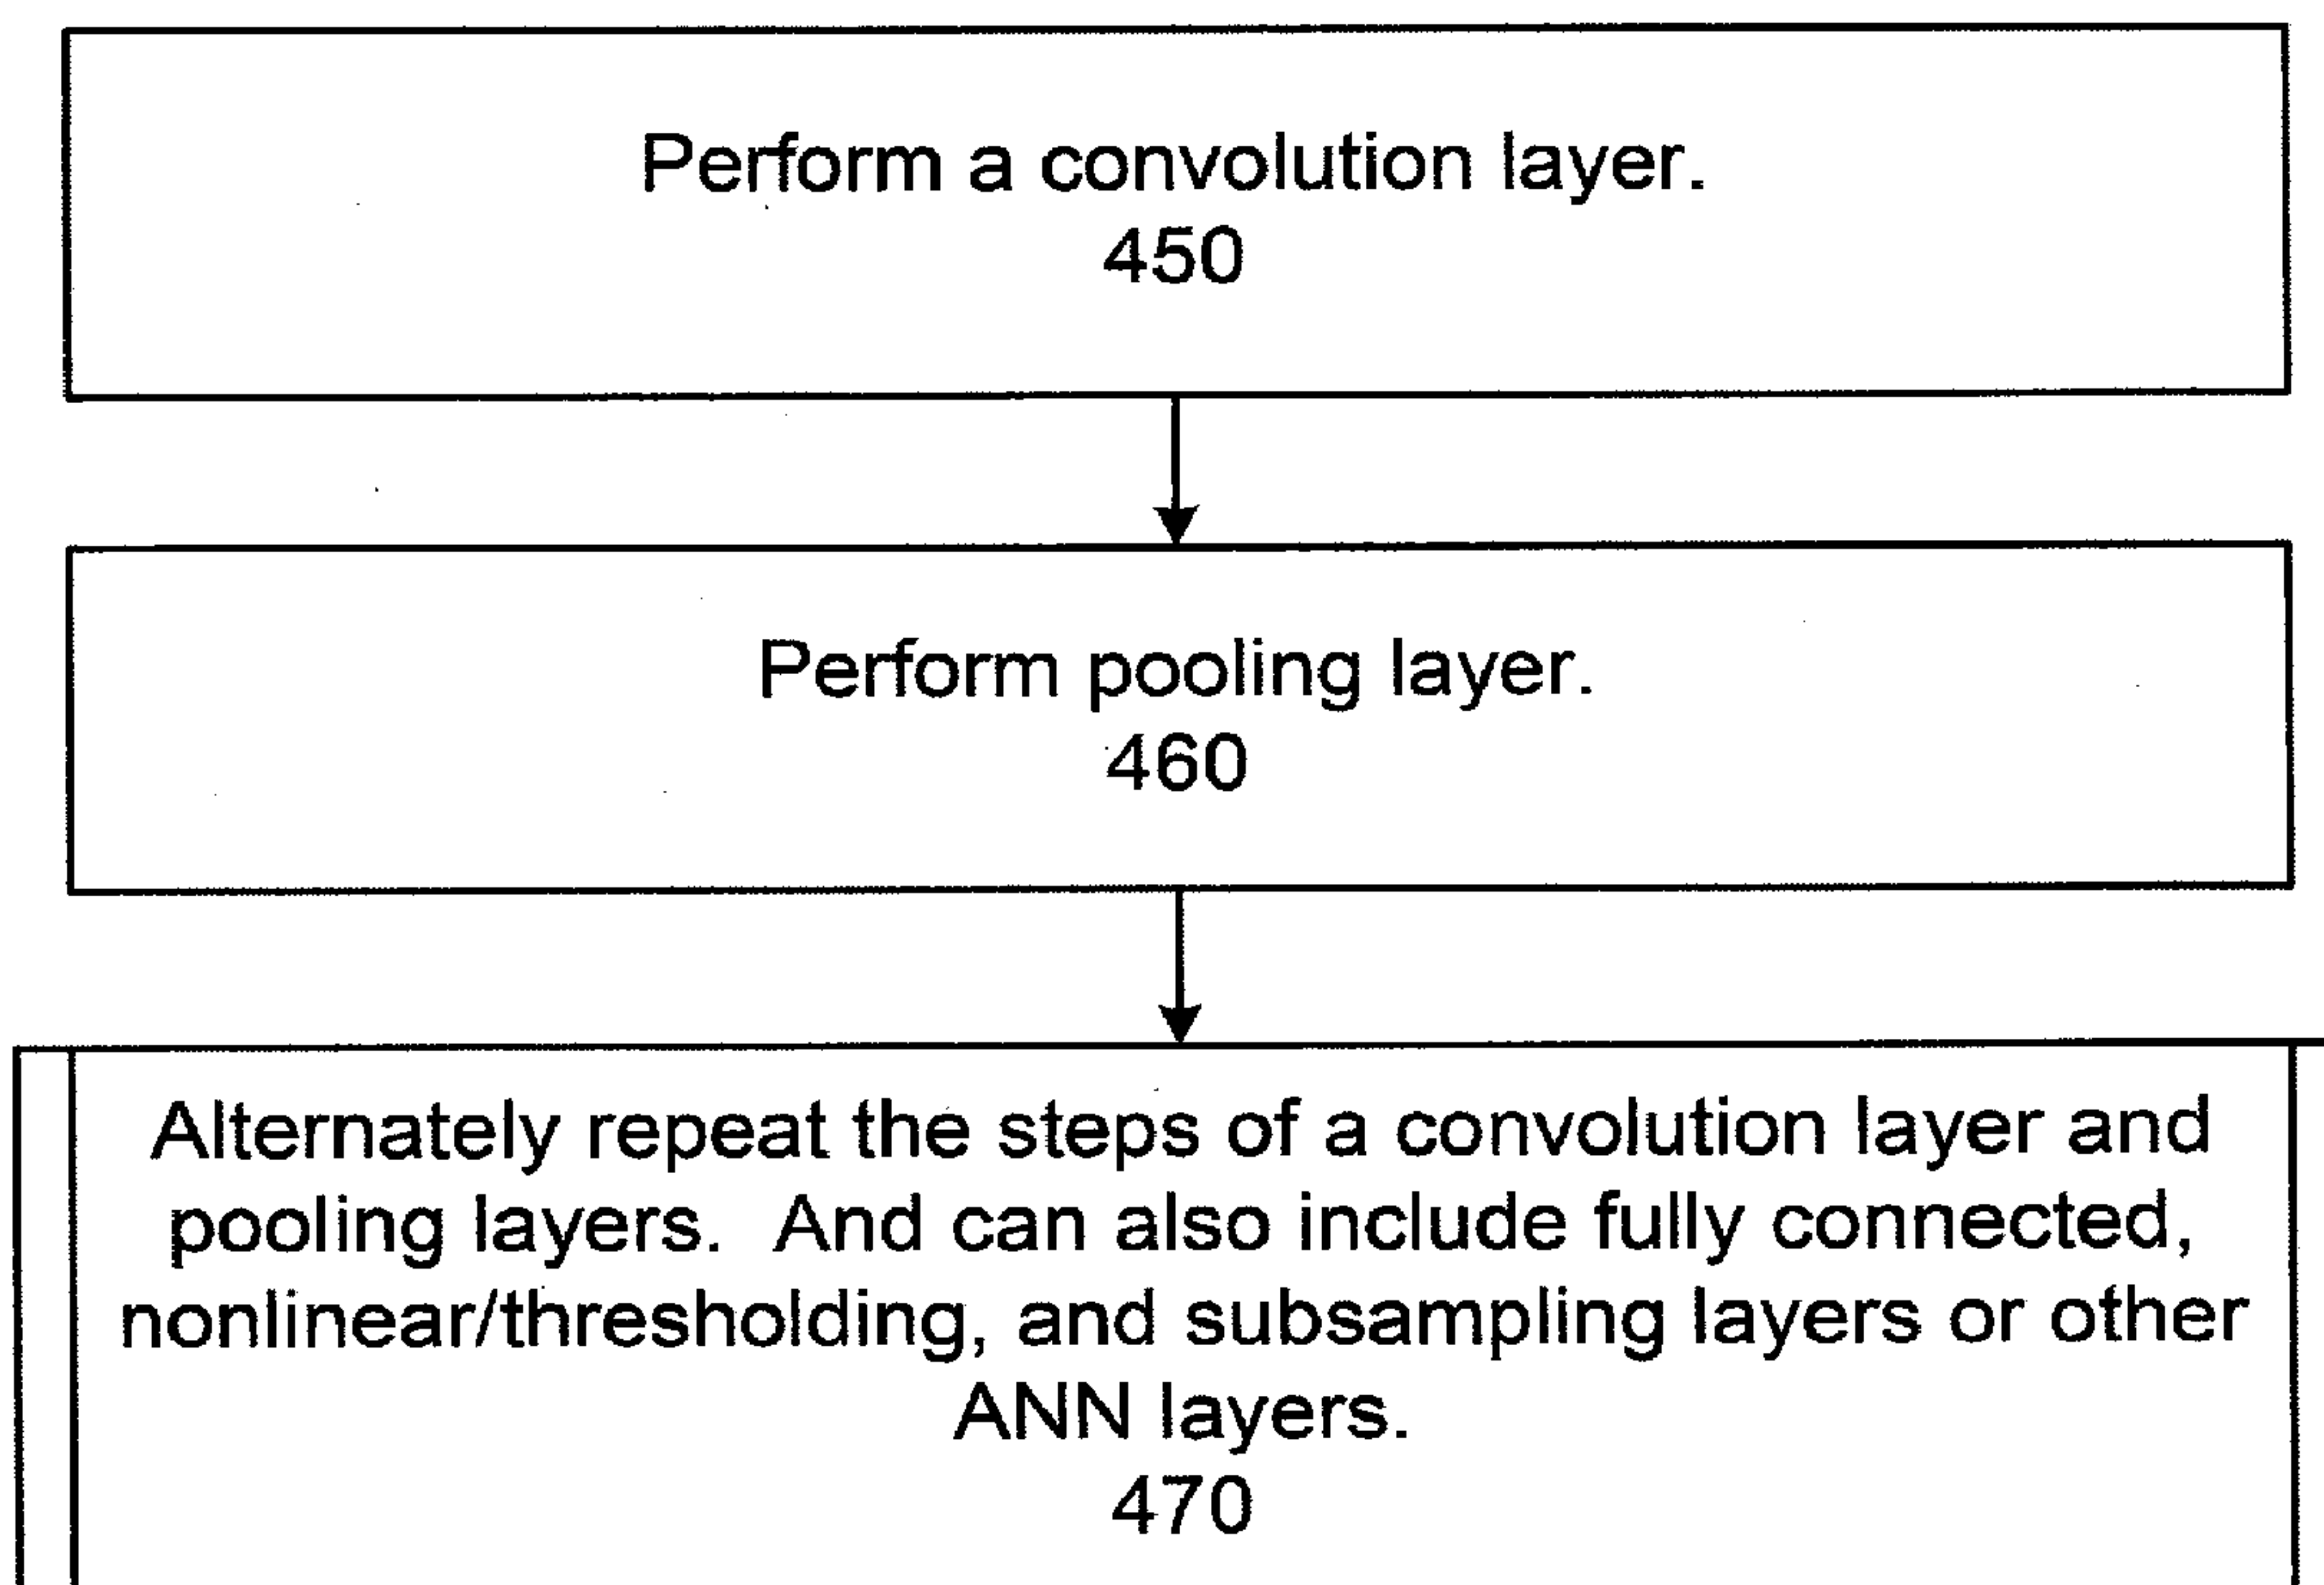 Perform a convolution layer.
450
Perform pooling layer.
460
Alternately repeat the steps of a convolution layer and
pooling layers.  And can also include fully connected,
nonlinear/thresholding, and subsampling layers or other
ANN layers.
470